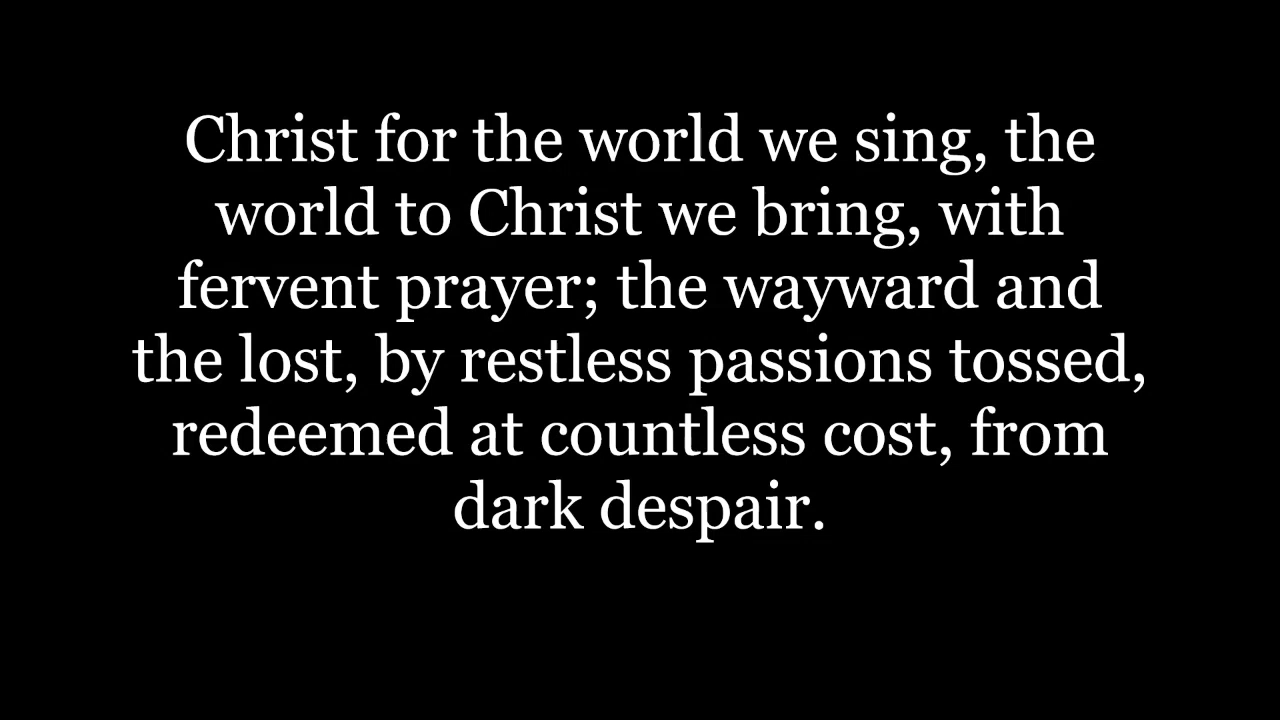 Christ for the world we sing, the
world to Christ we bring, with
fervent prayer; the wayward and
the lost, by restless passions tossed,
redeemed at countless cost, from
dark despair.